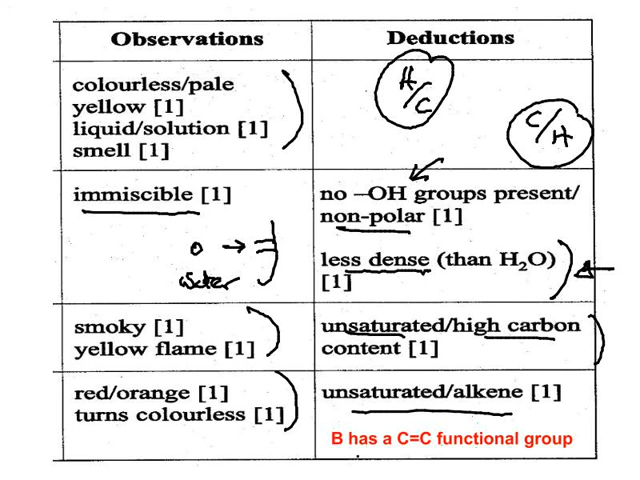 Observations
Deductions
colourless/pale
yellow [1]
liquid/solution [1]
smell [1]
H/C
C/H
immiscible [1]
no –OH groups present/
non-polar [1]
water
less dense (than H₂O)
[1]
smoky [1]
yellow flame [1]
unsaturated/high carbon
content [1]
red/orange [1]
turns colourless [1]
unsaturated/alkene [1]
B has a C=C functional group